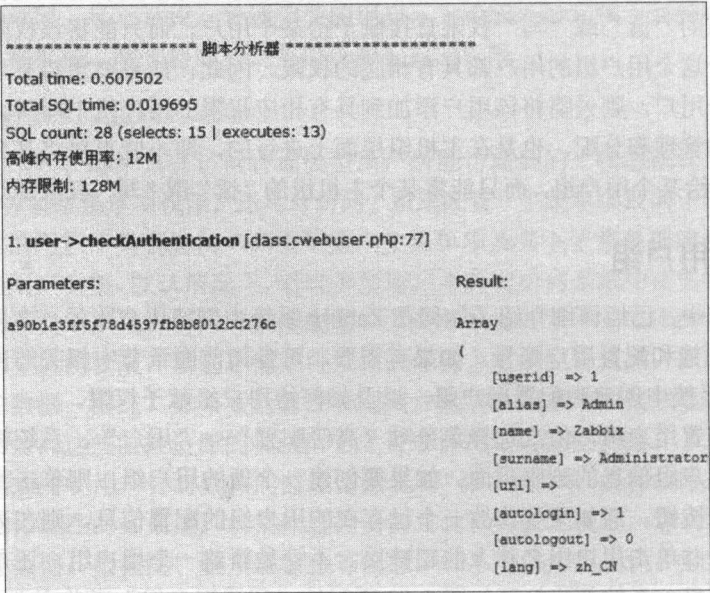 ******************** 脚本分析器 ********************
Total time: 0.607502
Total SQL time: 0.019695
SQL count: 28 (selects: 15 | executes: 13)
高峰内存使用率: 12M
内存限制: 128M
1. user->checkAuthentication [class.cwebuser.php:77]
Parameters:
Result:
a90b1e3ff5f78d4597fb8b8012cc276c
Array
(
[userid] => 1
[alias] => Admin
[name] => Zabbix
[surname] => Administrator
[url] =>
[autologin] => 1
[autologout] => 0
[lang] => zh_CN